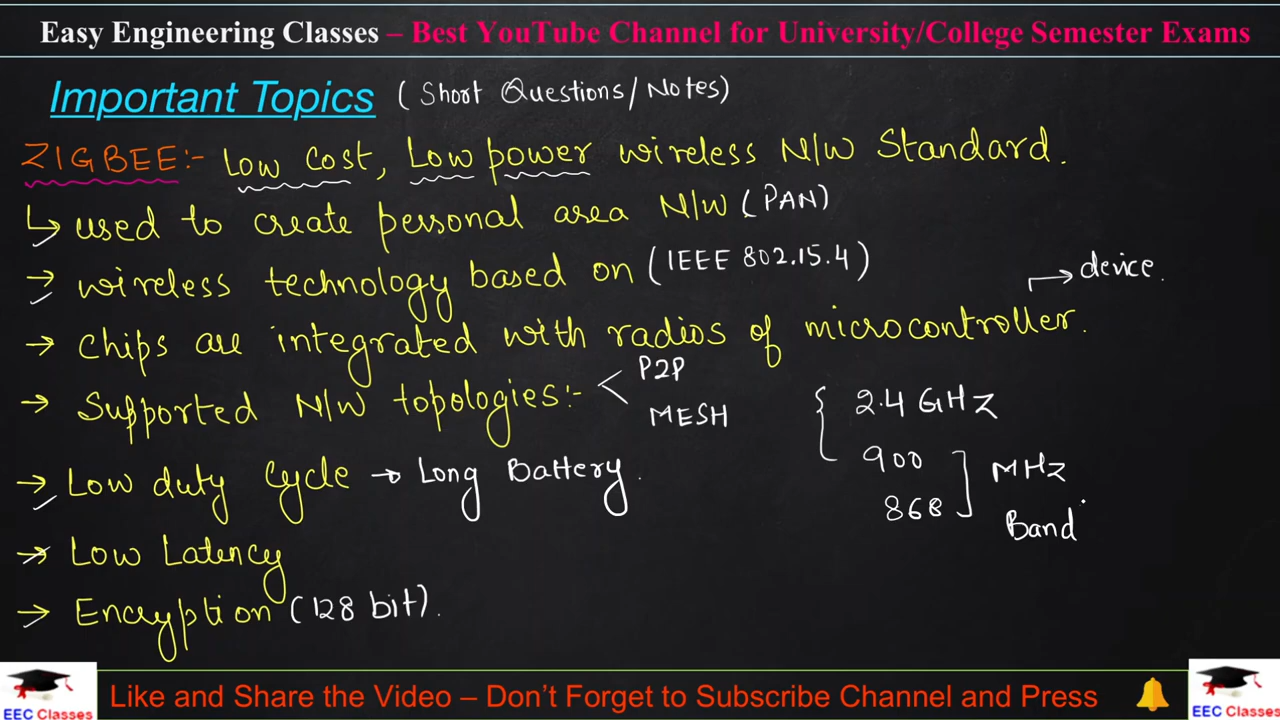 Easy Engineering Classes – Best YouTube Channel for University/College Semester Exams
Important Topics (Short Questions/Notes)
ZIGBEE:- Low Cost, Low power wireless N/W Standard.
↳ used to create personal area N/W (PAN)
→ wireless technology based on (IEEE 802.15.4)
→ device.
→ chips are integrated with radios of microcontroller.
→ Supported N/W topologies:- P2P
MESH
{ 2.4 GHZ
900
868 ] MHZ
Band
→ Low duty cycle → Long Battery.
→ Low Latency
→ Encryption (128 bit).
Like and Share the Video – Don't Forget to Subscribe Channel and Press
EEC Classes
EEC Classes